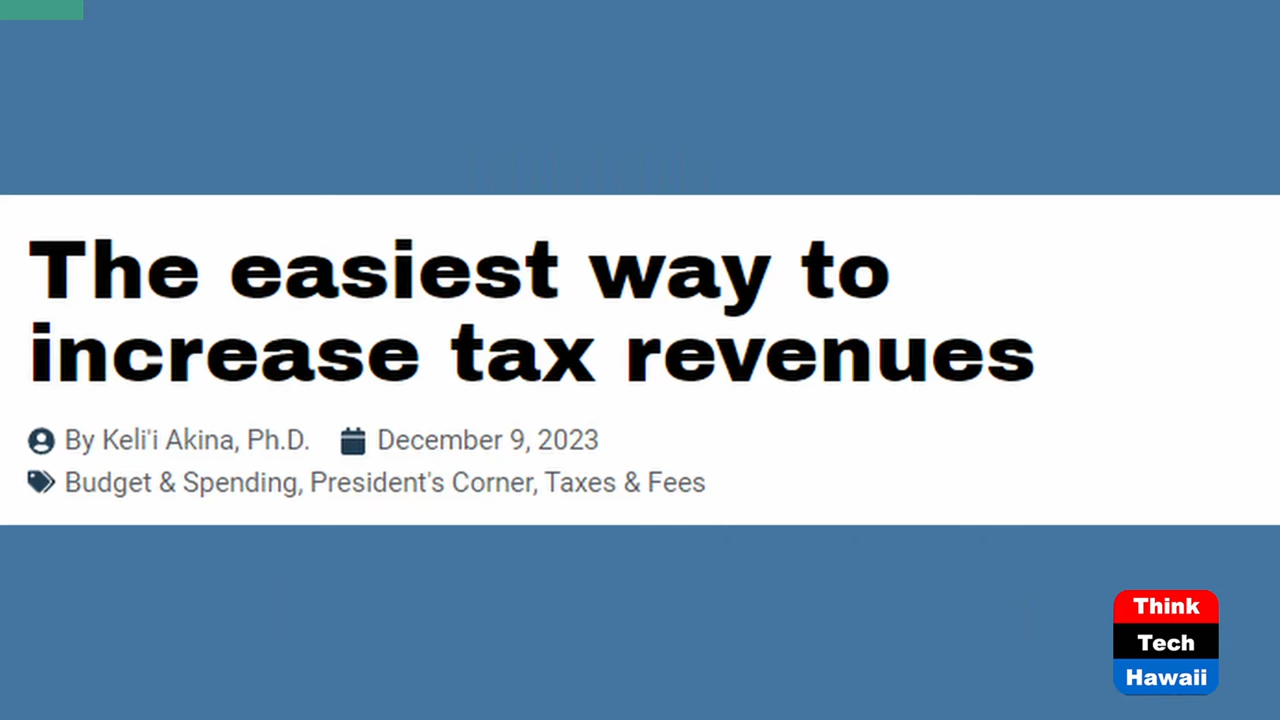 The easiest way to
increase tax revenues
By Keli'i Akina, Ph.D. December 9, 2023
Budget & Spending, President's Corner, Taxes & Fees
Think
Tech
Hawaii